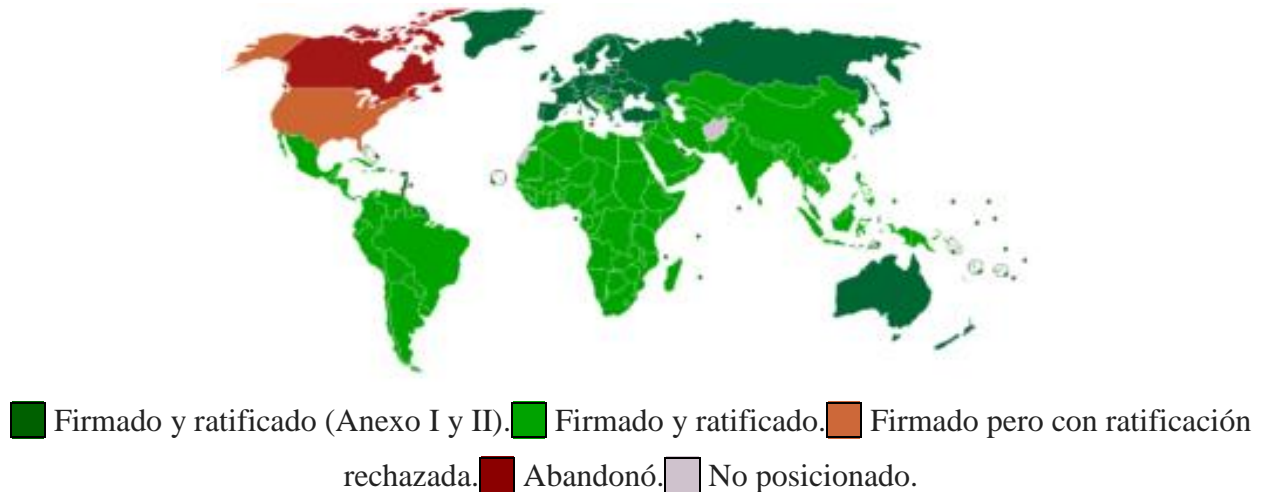 Firmado y ratificado (Anexo I y II). Firmado y ratificado. Firmado pero con ratificación
rechazada. Abandonó. No posicionado.